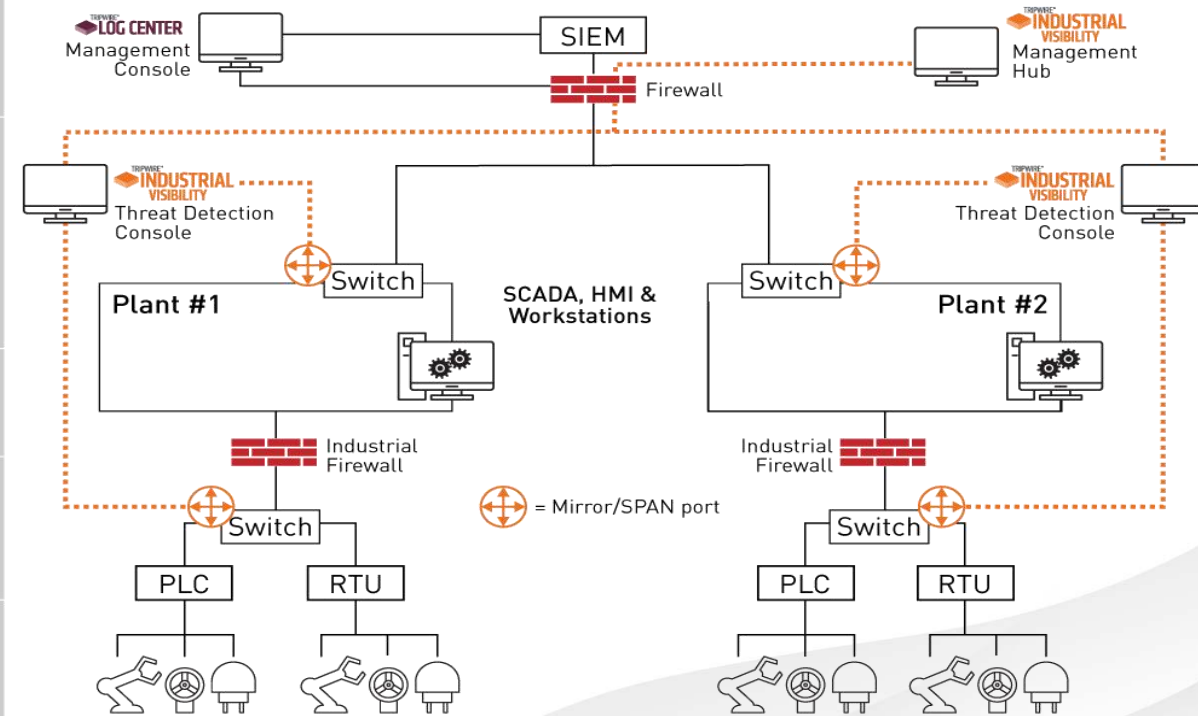 TRIPWIRE®
LOG CENTER
Management
Console
SIEM
Firewall
TRIPWIRE®
INDUSTRIAL
VISIBILITY
Management
Hub
TRIPWIRE®
INDUSTRIAL
VISIBILITY
Threat Detection
Console
TRIPWIRE®
INDUSTRIAL
VISIBILITY
Threat Detection
Console
Switch
Switch
Plant #1
SCADA, HMI &
Workstations
Plant #2
Industrial
Firewall
Industrial
Firewall
= Mirror/SPAN port
Switch
Switch
PLC
RTU
PLC
RTU